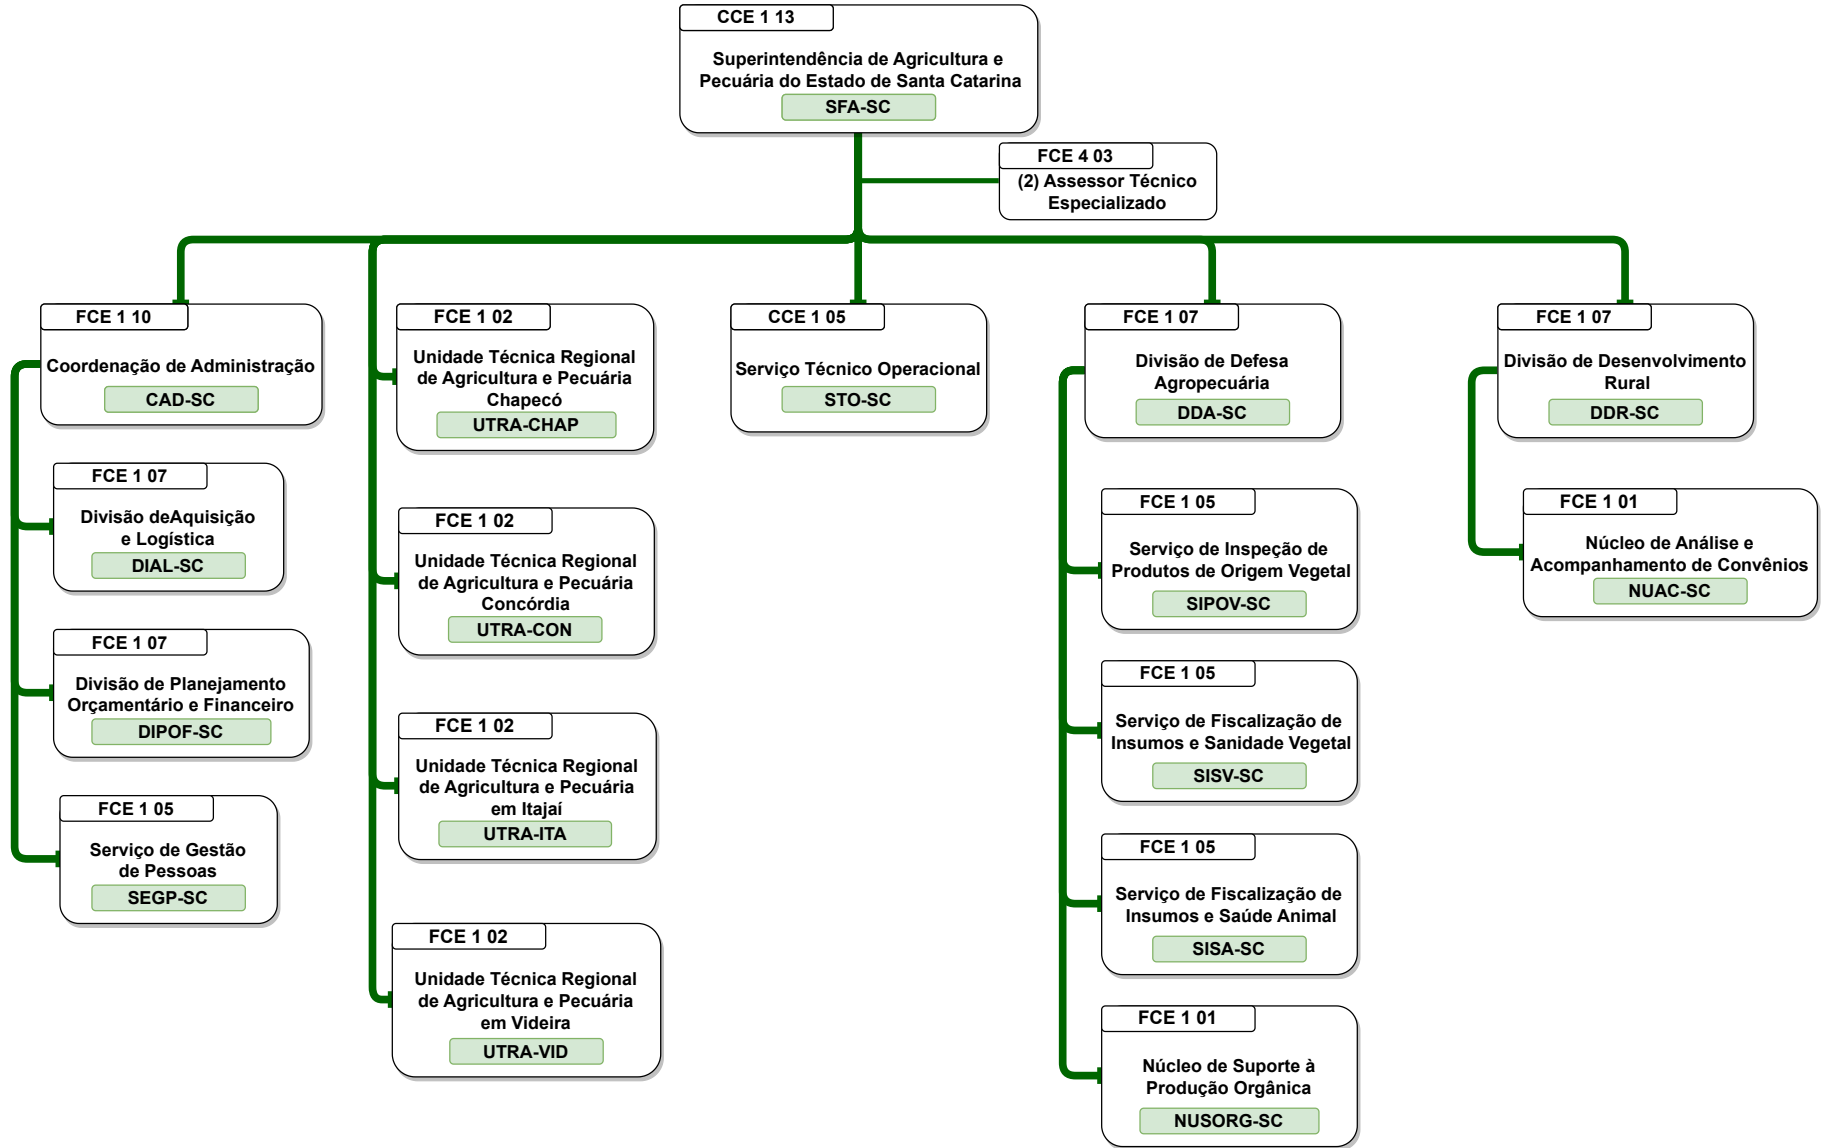 CCE 1 13
Superintendência de Agricultura e
Pecuária do Estado de Santa Catarina
SFA-SC
FCE 4 03
(2) Assessor Técnico
Especializado
FCE 1 10
Coordenação de Administração
CAD-SC
FCE 1 07
Divisão deAquisição
e Logística
DIAL-SC
FCE 1 07
Divisão de Planejamento
Orçamentário e Financeiro
DIPOF-SC
FCE 1 05
Serviço de Gestão
de Pessoas
SEGP-SC
FCE 1 02
Unidade Técnica Regional
de Agricultura e Pecuária
Chapecó
UTRA-CHAP
FCE 1 02
Unidade Técnica Regional
de Agricultura e Pecuária
Concórdia
UTRA-CON
FCE 1 02
Unidade Técnica Regional
de Agricultura e Pecuária
em Itajaí
UTRA-ITA
FCE 1 02
Unidade Técnica Regional
de Agricultura e Pecuária
em Videira
UTRA-VID
CCE 1 05
Serviço Técnico Operacional
STO-SC
FCE 1 07
Divisão de Defesa
Agropecuária
DDA-SC
FCE 1 05
Serviço de Inspeção de
Produtos de Origem Vegetal
SIPOV-SC
FCE 1 05
Serviço de Fiscalização de
Insumos e Sanidade Vegetal
SISV-SC
FCE 1 05
Serviço de Fiscalização de
Insumos e Saúde Animal
SISA-SC
FCE 1 01
Núcleo de Suporte à
Produção Orgânica
NUSORG-SC
FCE 1 07
Divisão de Desenvolvimento
Rural
DDR-SC
FCE 1 01
Núcleo de Análise e
Acompanhamento de Convênios
NUAC-SC